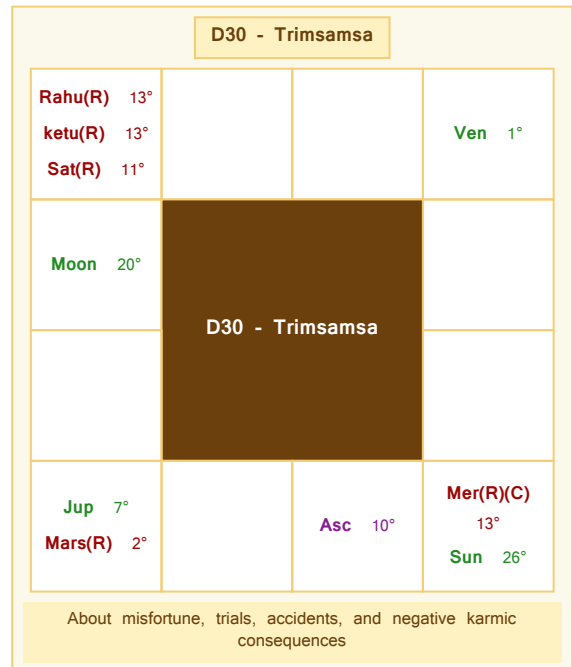 D30 - Trimsamsa
Rahu(R) 13°
ketu(R) 13°
Sat(R) 11°
Ven 1°
Moon 20°
D30 - Trimsamsa
Jup 7°
Mars(R) 2°
Asc 10°
Mer(R)(C)
13°
Sun 26°
About misfortune, trials, accidents, and negative karmic
consequences